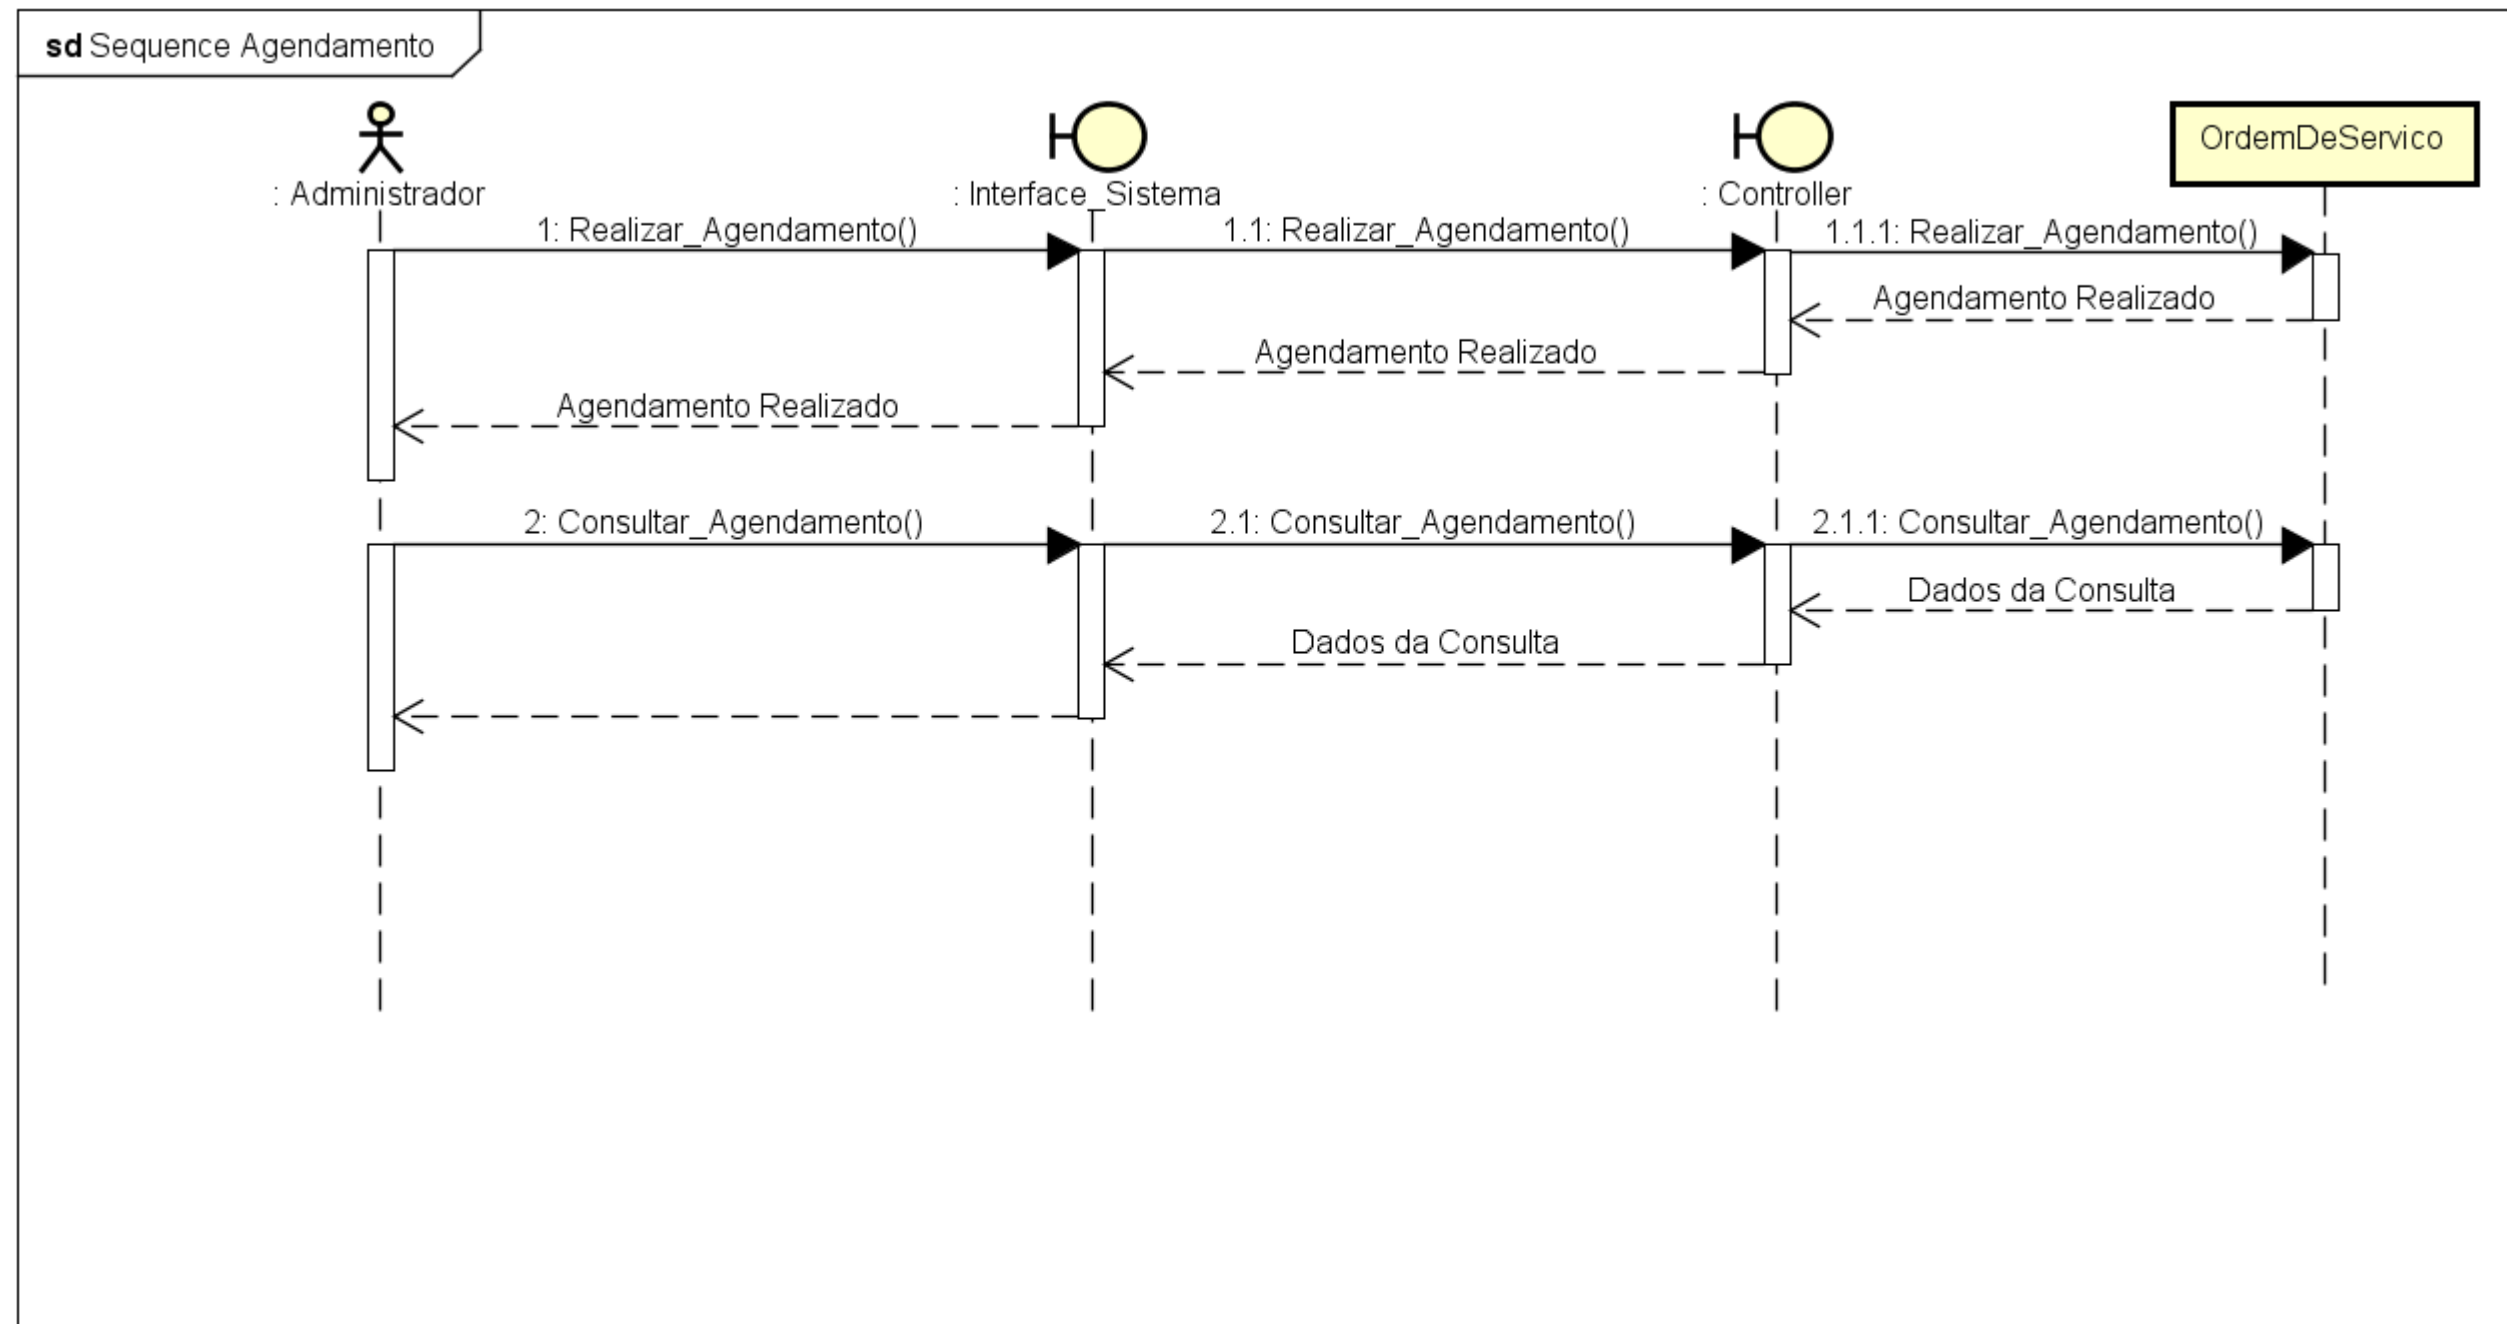 sd Sequence Agendamento
: Administrador
: Interface_Sistema
: Controller
OrdemDeServico
1: Realizar_Agendamento()
1.1: Realizar_Agendamento()
1.1.1: Realizar_Agendamento()
Agendamento Realizado
Agendamento Realizado
Agendamento Realizado
2: Consultar_Agendamento()
2.1: Consultar_Agendamento()
2.1.1: Consultar_Agendamento()
Dados da Consulta
Dados da Consulta